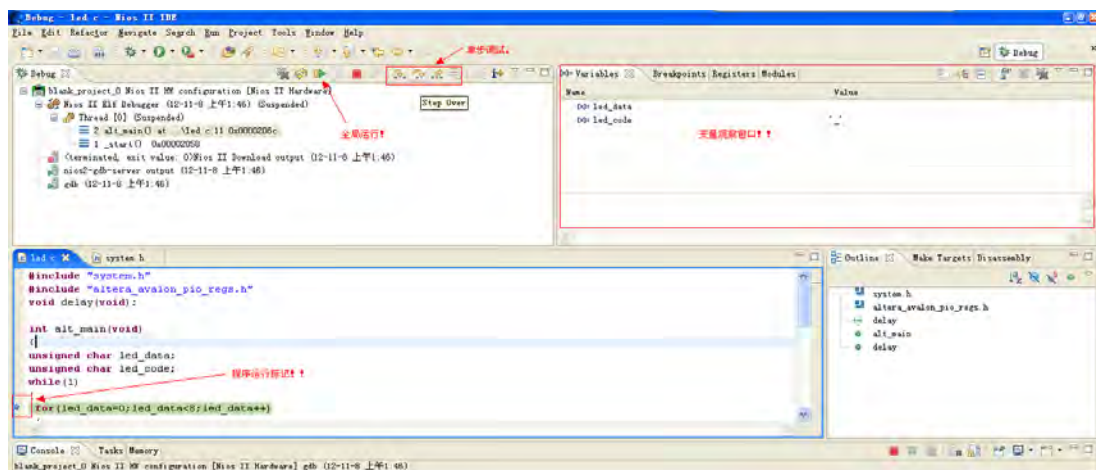 Debug - led c - Nios II IDE
File Edit Refactor Navigate Search Run Project Tools Window Help
单步调试。
Debug
Debug
Step Over
blank_project_0 Nios II HW configuration [Nios II Hardware]
Nios II Elf Debugger (12-11-8 上午1:46) (Suspended)
Thread [0] (Suspended)
2 alt_main() at ...\led c:11 0x0000208c
1 _start() 0x00002058
全局运行!
<terminated, exit value: 0>Nios II Download output (12-11-8 上午1:46)
nios2-gdb-server output (12-11-8 上午1:46)
gdb (12-11-8 上午1:46)
Variables Breakpoints Registers Modules
Name Value
led_data
led_code
变量观察窗口!!
led c system h
#include "system.h"
#include "altera_avalon_pio_regs.h"
void delay(void);
int alt_main(void)
{
unsigned char led_data;
unsigned char led_code;
while(1)
程序运行标记!!
for(led_data=0;led_data<8;led_data++)
Outline Make Targets Disassembly
system.h
altera_avalon_pio_regs.h
delay
alt_main
delay
Console Tasks Memory
blank_project_0 Nios II HW configuration [Nios II Hardware] gdb (12-11-8 上午1:46)